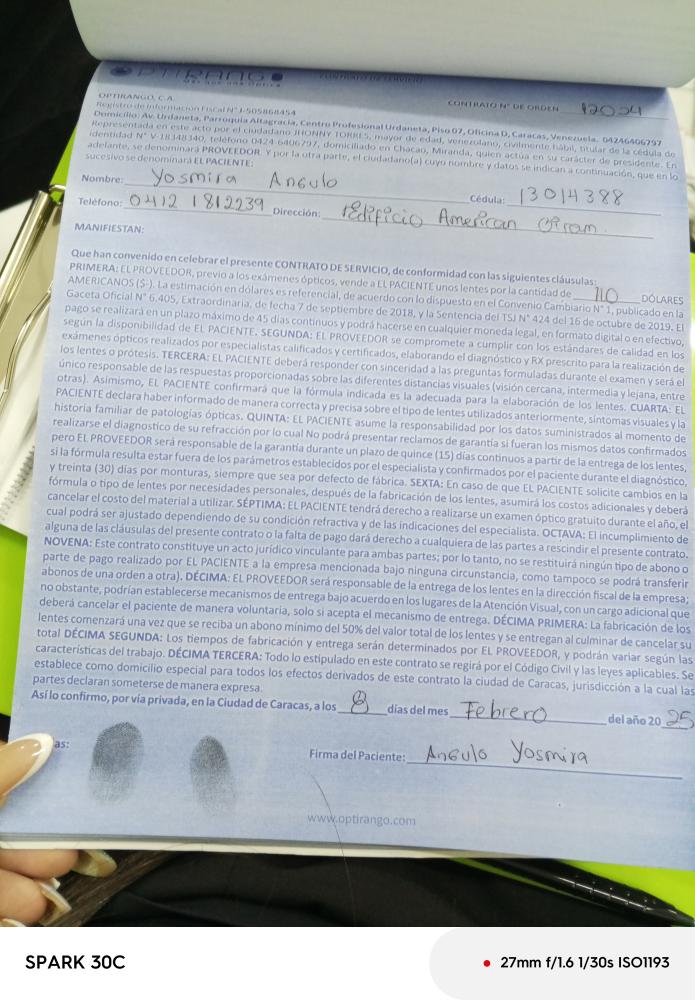 OPTIRANGO
CONTRATO DE SERVICIO
OPTIRANGO, C.A.
CONTRATO N° DE ORDEN 12054
Registro de Información Fiscal N° J-505868454
Domicilio: Av. Urdaneta, Parroquia Altagracia, Centro Profesional Urdaneta, Piso 07, Oficina D, Caracas, Venezuela. 04246406797
Representada en este acto por el ciudadano JHONNY TORRES, mayor de edad, venezolano, civilmente hábil, titular de la cédula de
identidad N° V-18348340, teléfono 0424-6406797, domiciliado en Chacao, Miranda, quien actúa en su carácter de presidente. En
adelante, se denominará PROVEEDOR. Y por la otra parte, el ciudadano(a) cuyo nombre y datos se indican a continuación, que en lo
sucesivo se denominará EL PACIENTE:
Nombre: Yosmira Angulo Cédula: 13014388
Teléfono: 0412 1812239 Dirección: Edificio American
MANIFIESTAN:
Que han convenido en celebrar el presente CONTRATO DE SERVICIO, de conformidad con las siguientes cláusulas:
PRIMERA: EL PROVEEDOR, previo a los exámenes ópticos, vende a EL PACIENTE unos lentes por la cantidad de 110 DÓLARES
AMERICANOS ($-). La estimación en dólares es referencial, de acuerdo con lo dispuesto en el Convenio Cambiario N° 1, publicado en la
Gaceta Oficial N° 6.405, Extraordinaria, de fecha 7 de septiembre de 2018, y la Sentencia del TSJ N° 424 del 16 de octubre de 2019. El
pago se realizará en un plazo máximo de 45 días continuos y podrá hacerse en cualquier moneda legal, en formato digital o en efectivo,
según la disponibilidad de EL PACIENTE. SEGUNDA: EL PROVEEDOR se compromete a cumplir con los estándares de calidad en los
exámenes ópticos realizados por especialistas calificados y certificados, elaborando el diagnóstico y RX prescrito para la realización de
los lentes o prótesis. TERCERA: EL PACIENTE deberá responder con sinceridad a las preguntas formuladas durante el examen y será el
único responsable de las respuestas proporcionadas sobre las diferentes distancias visuales (visión cercana, intermedia y lejana, entre
otras). Asimismo, EL PACIENTE confirmará que la fórmula indicada es la adecuada para la elaboración de los lentes. CUARTA: EL
PACIENTE declara haber informado de manera correcta y precisa sobre el tipo de lentes utilizados anteriormente, síntomas visuales y la
historia familiar de patologías ópticas. QUINTA: EL PACIENTE asume la responsabilidad por los datos suministrados al momento de
realizarse el diagnostico de su refracción por lo cual No podrá presentar reclamos de garantía si fueran los mismos datos confirmados
pero EL PROVEEDOR será responsable de la garantía durante un plazo de quince (15) días continuos a partir de la entrega de los lentes,
si la fórmula resulta estar fuera de los parámetros establecidos por el especialista y confirmados por el paciente durante el diagnóstico,
y treinta (30) días por monturas, siempre que sea por defecto de fábrica. SEXTA: En caso de que EL PACIENTE solicite cambios en la
fórmula o tipo de lentes por necesidades personales, después de la fabricación de los lentes, asumirá los costos adicionales y deberá
cancelar el costo del material a utilizar. SÉPTIMA: EL PACIENTE tendrá derecho a realizarse un examen óptico gratuito durante el año, el
cual podrá ser ajustado dependiendo de su condición refractiva y de las indicaciones del especialista. OCTAVA: El incumplimiento de
alguna de las cláusulas del presente contrato o la falta de pago dará derecho a cualquiera de las partes a rescindir el presente contrato.
NOVENA: Este contrato constituye un acto jurídico vinculante para ambas partes; por lo tanto, no se restituirá ningún tipo de abono o
parte de pago realizado por EL PACIENTE a la empresa mencionada bajo ninguna circunstancia, como tampoco se podrá transferir
abonos de una orden a otra). DÉCIMA: EL PROVEEDOR será responsable de la entrega de los lentes en la dirección fiscal de la empresa;
no obstante, podrían establecerse mecanismos de entrega bajo acuerdo en los lugares de la Atención Visual, con un cargo adicional que
deberá cancelar el paciente de manera voluntaria, solo si acepta el mecanismo de entrega. DÉCIMA PRIMERA: La fabricación de los
lentes comenzará una vez que se reciba un abono mínimo del 50% del valor total de los lentes y se entregan al culminar de cancelar su
total DÉCIMA SEGUNDA: Los tiempos de fabricación y entrega serán determinados por EL PROVEEDOR, y podrán variar según las
características del trabajo. DÉCIMA TERCERA: Todo lo estipulado en este contrato se regirá por el Código Civil y las leyes aplicables. Se
establece como domicilio especial para todos los efectos derivados de este contrato la ciudad de Caracas, jurisdicción a la cual las
partes declaran someterse de manera expresa.
Así lo confirmo, por vía privada, en la Ciudad de Caracas, a los 8 días del mes Febrero del año 2025
as:
Firma del Paciente: Angulo Yosmira
www.optirango.com
SPARK 30C
27mm f/1.6 1/30s ISO1193